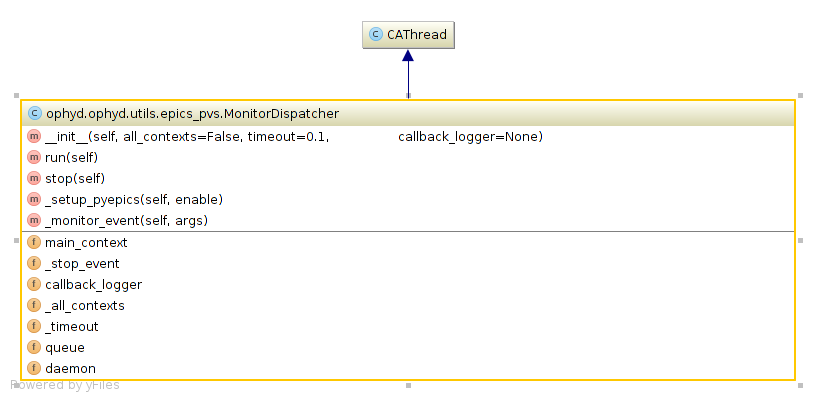 C CAThread
C ophyd.ophyd.utils.epics_pvs.MonitorDispatcher
m __init__(self, all_contexts=False, timeout=0.1, callback_logger=None)
m run(self)
m stop(self)
m _setup_pyepics(self, enable)
m _monitor_event(self, args)
f main_context
f _stop_event
f callback_logger
f _all_contexts
f _timeout
f queue
f daemon
Powered by yFiles